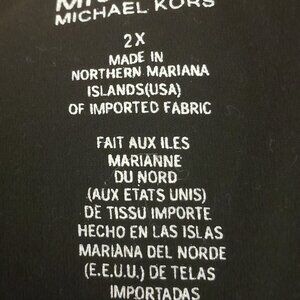 MICHAEL KORS
2X
MADE IN
NORTHERN MARIANA
ISLANDS(USA)
OF IMPORTED FABRIC
FAIT AUX ILES
MARIANNE
DU NORD
(AUX ETATS UNIS)
DE TISSU IMPORTE
HECHO EN LAS ISLAS
MARIANA DEL NORDE
(E.E.U.U.) DE TELAS
IMPORTADAS